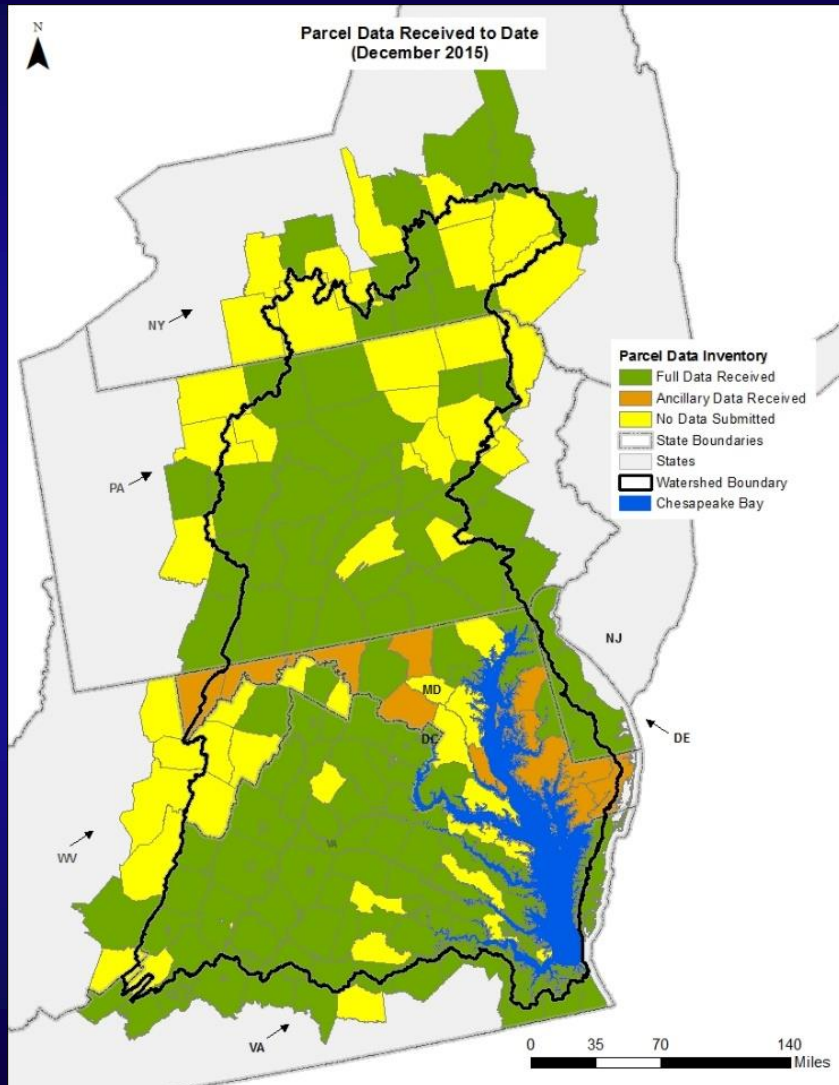 N
Parcel Data Received to Date
(December 2015)
NY
Parcel Data Inventory
Full Data Received
Ancillary Data Received
No Data Submitted
State Boundaries
States
Watershed Boundary
Chesapeake Bay
PA
NJ
MD
DE
DC
VA
WV
VA
0 35 70 140
Miles